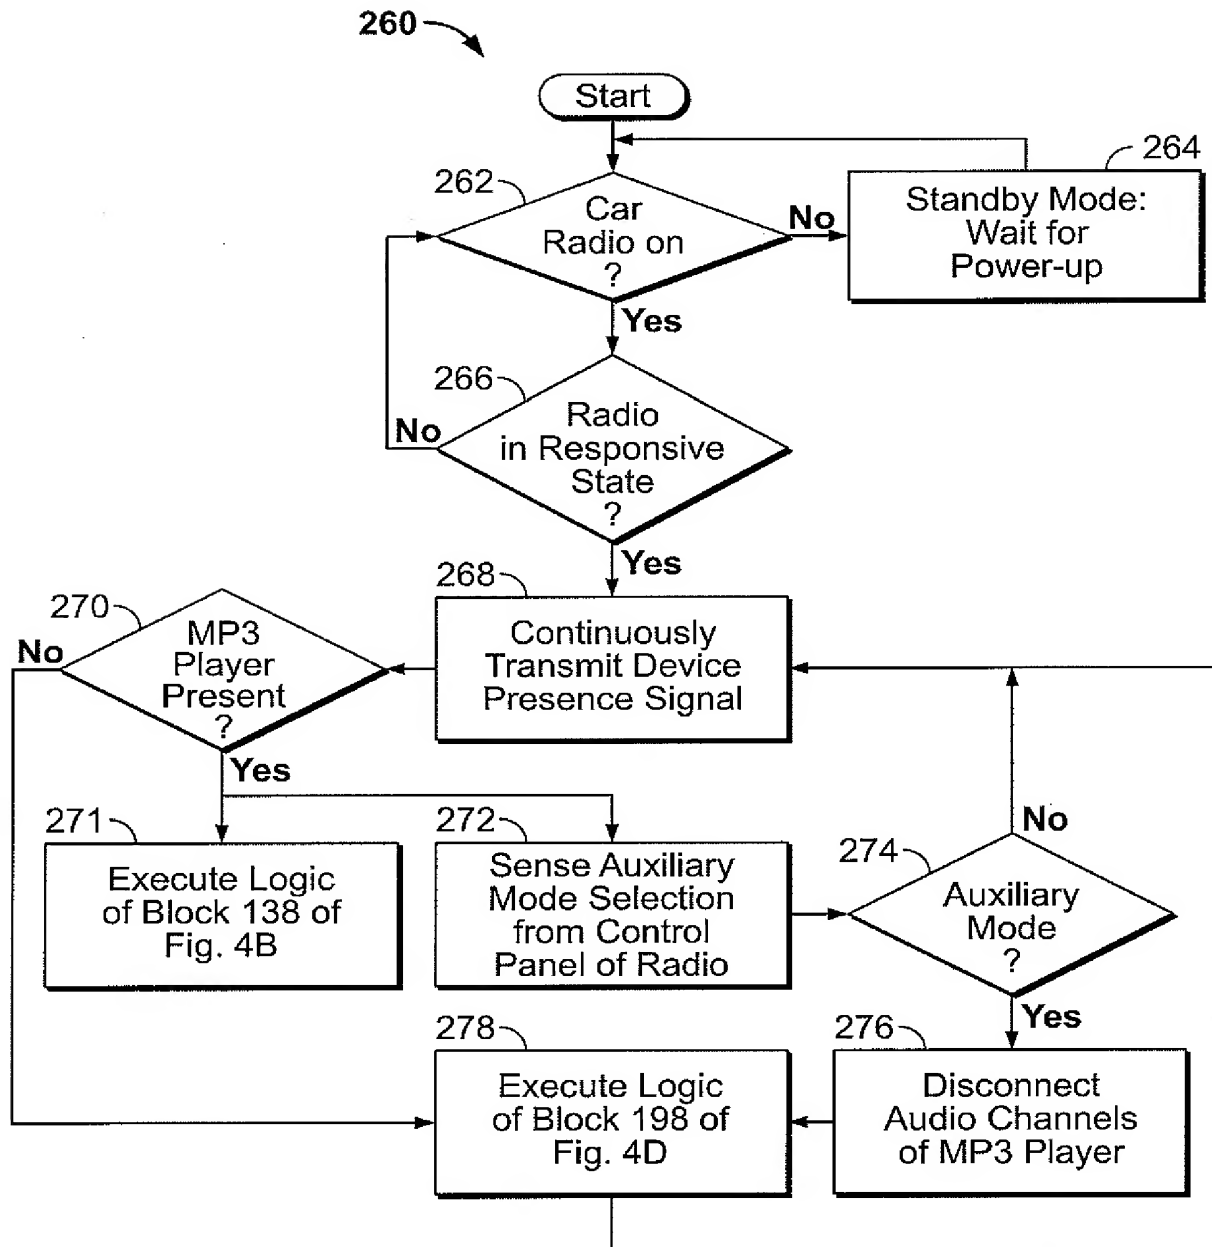 260
Start
264
Standby Mode:
Wait for
Power-up
262
Car
Radio on
?
No
Yes
266
Radio
in Responsive
State
?
No
Yes
268
Continuously
Transmit Device
Presence Signal
270
MP3
Player
Present
?
No
Yes
271
Execute Logic
of Block 138 of
Fig. 4B
272
Sense Auxiliary
Mode Selection
from Control
Panel of Radio
274
Auxiliary
Mode
?
No
Yes
276
Disconnect
Audio Channels
of MP3 Player
278
Execute Logic
of Block 198 of
Fig. 4D